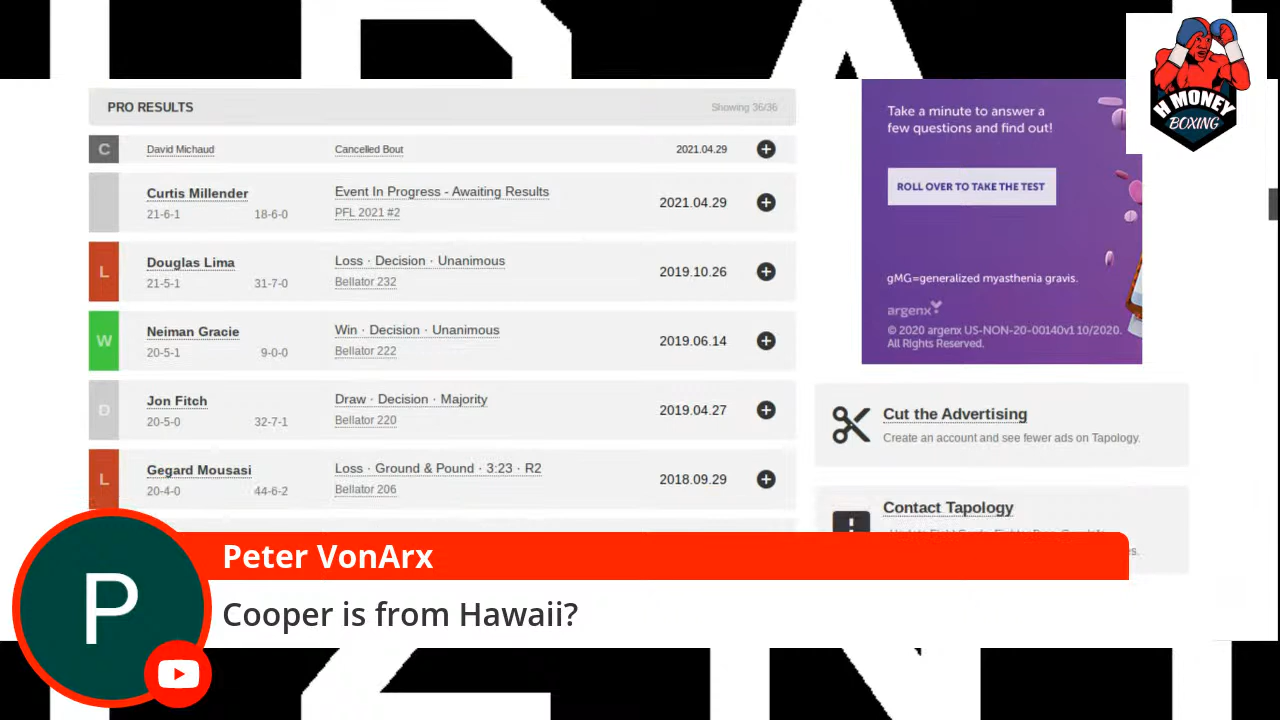 H MONEY
BOXING
PRO RESULTS
Showing 36/36
C
David Michaud
Cancelled Bout
2021.04.29
Curtis Millender
Event In Progress - Awaiting Results
21-6-1
18-6-0
PFL 2021 #2
2021.04.29
L
Douglas Lima
Loss · Decision · Unanimous
21-5-1
31-7-0
Bellator 232
2019.10.26
W
Neiman Gracie
Win · Decision · Unanimous
20-5-1
9-0-0
Bellator 222
2019.06.14
D
Jon Fitch
Draw · Decision · Majority
20-5-0
32-7-1
Bellator 220
2019.04.27
L
Gegard Mousasi
Loss · Ground & Pound · 3:23 · R2
20-4-0
44-6-2
Bellator 206
2018.09.29
Take a minute to answer a
few questions and find out!
ROLL OVER TO TAKE THE TEST
gMG=generalized myasthenia gravis.
argenx
© 2020 argenx US-NON-20-00140v1 10/2020.
All Rights Reserved.
Cut the Advertising
Create an account and see fewer ads on Tapology.
Contact Tapology
P
Peter VonArx
Cooper is from Hawaii?